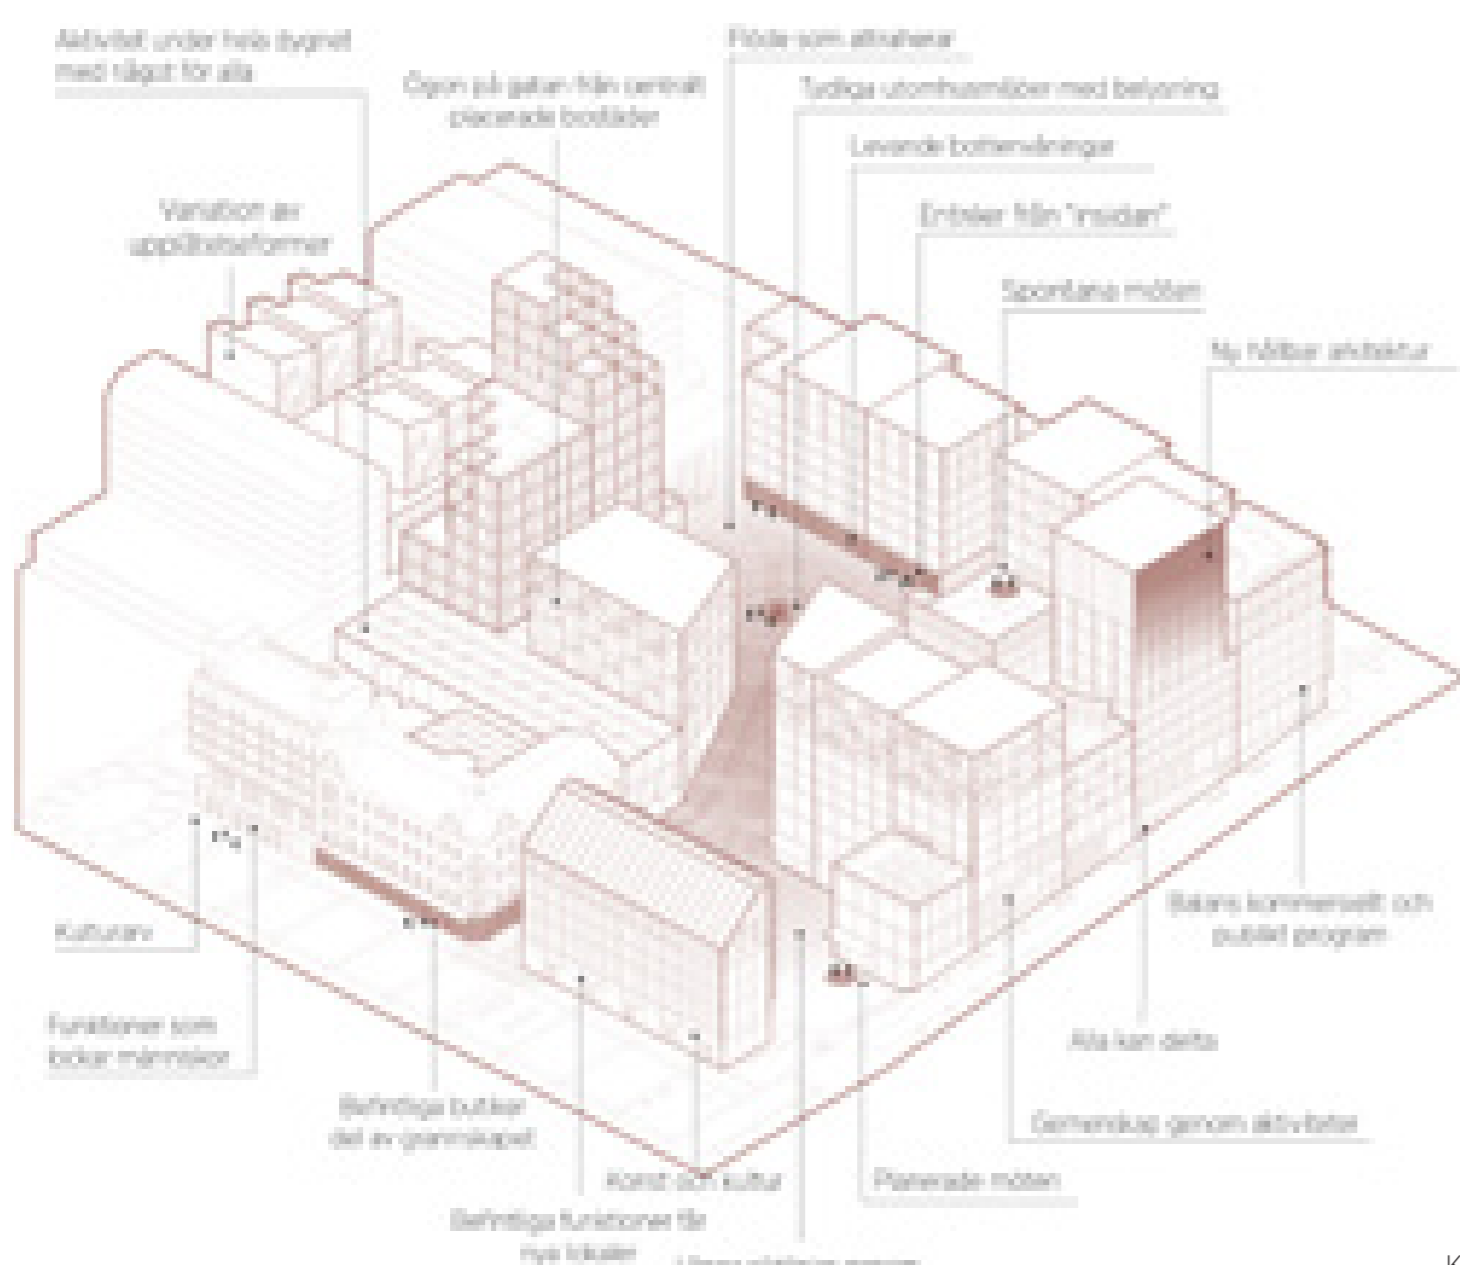 Aktivitet under hela dygnet
med något för alla
Flöde som attraherar
Ögon på gatan från centralt
placerade bostäder
Tydliga utomhusmiljöer med belysning
Levande bottenvåningar
Variation av
upplåtelseformer
Entréer från "insidan"
Spontana möten
Ny hållbar arkitektur
Kulturarv
Balans kommersiellt och
publikt program
Funktioner som
lockar människor
Alla kan delta
Befintliga butiker
del av grannskapet
Gemenskap genom aktiviteter
Konst och kultur
Planerade möten
Befintliga funktioner får
nya lokaler
K